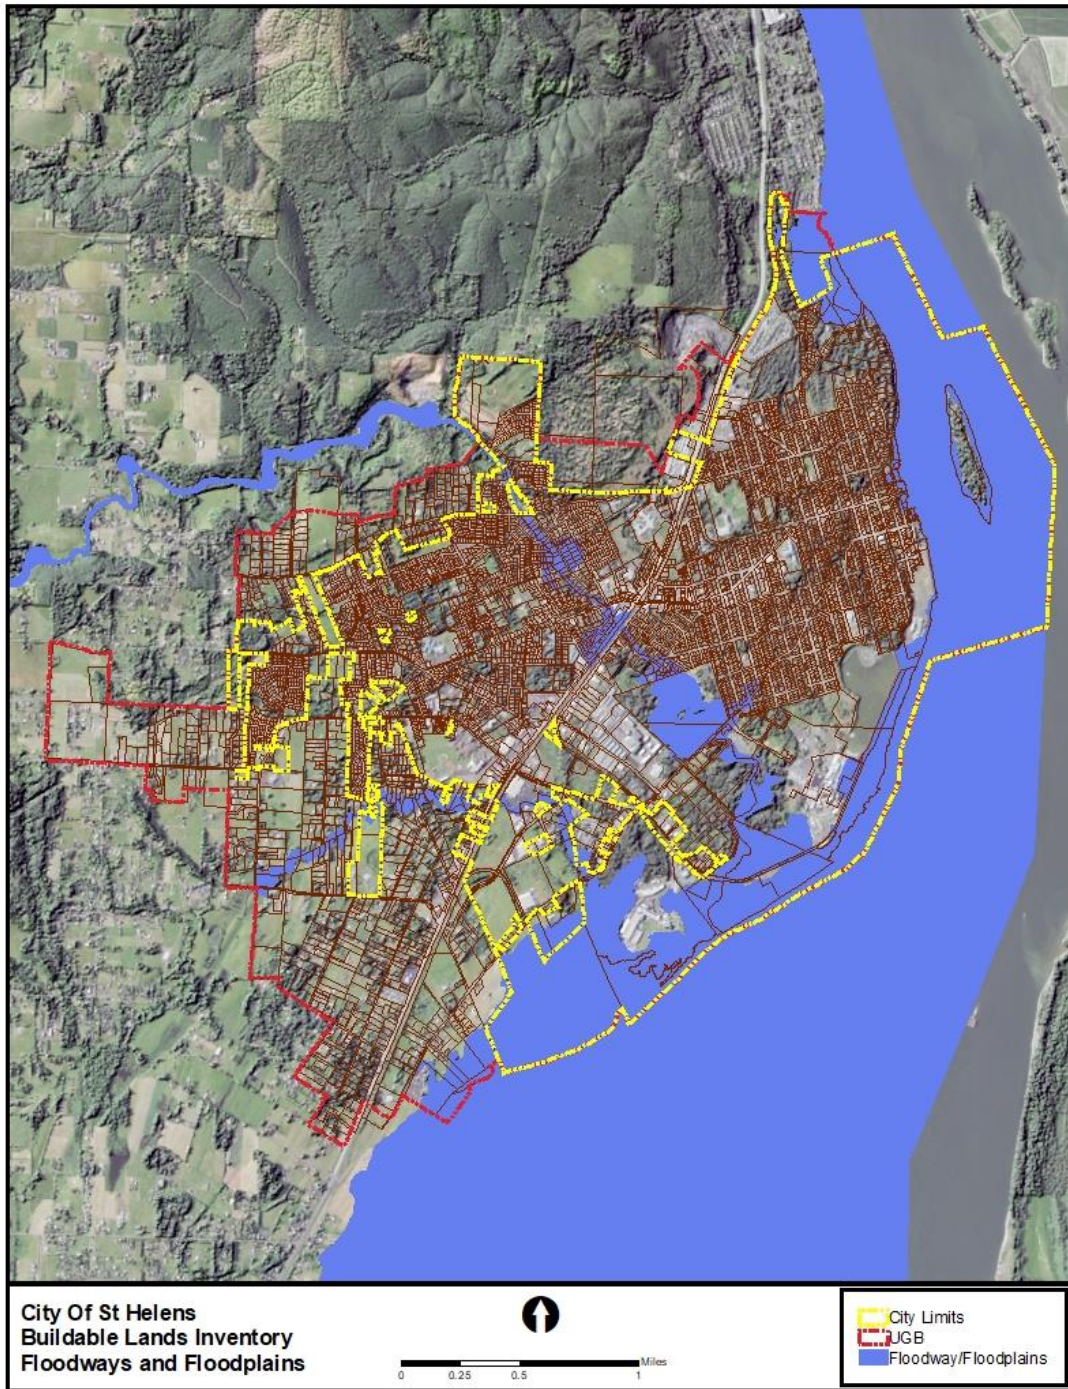 City Of St Helens
Buildable Lands Inventory
Floodways and Floodplains
Miles
0 0.25 0.5 1
City Limits
UGB
Floodway/Floodplains